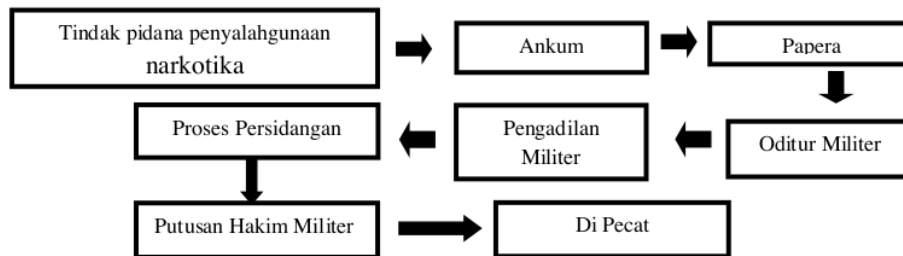 Tindak pidana penyalahgunaan
narkotika
Ankum
Papera
Oditur Militer
Pengadilan
Militer
Proses Persidangan
Putusan Hakim Militer
Di Pecat